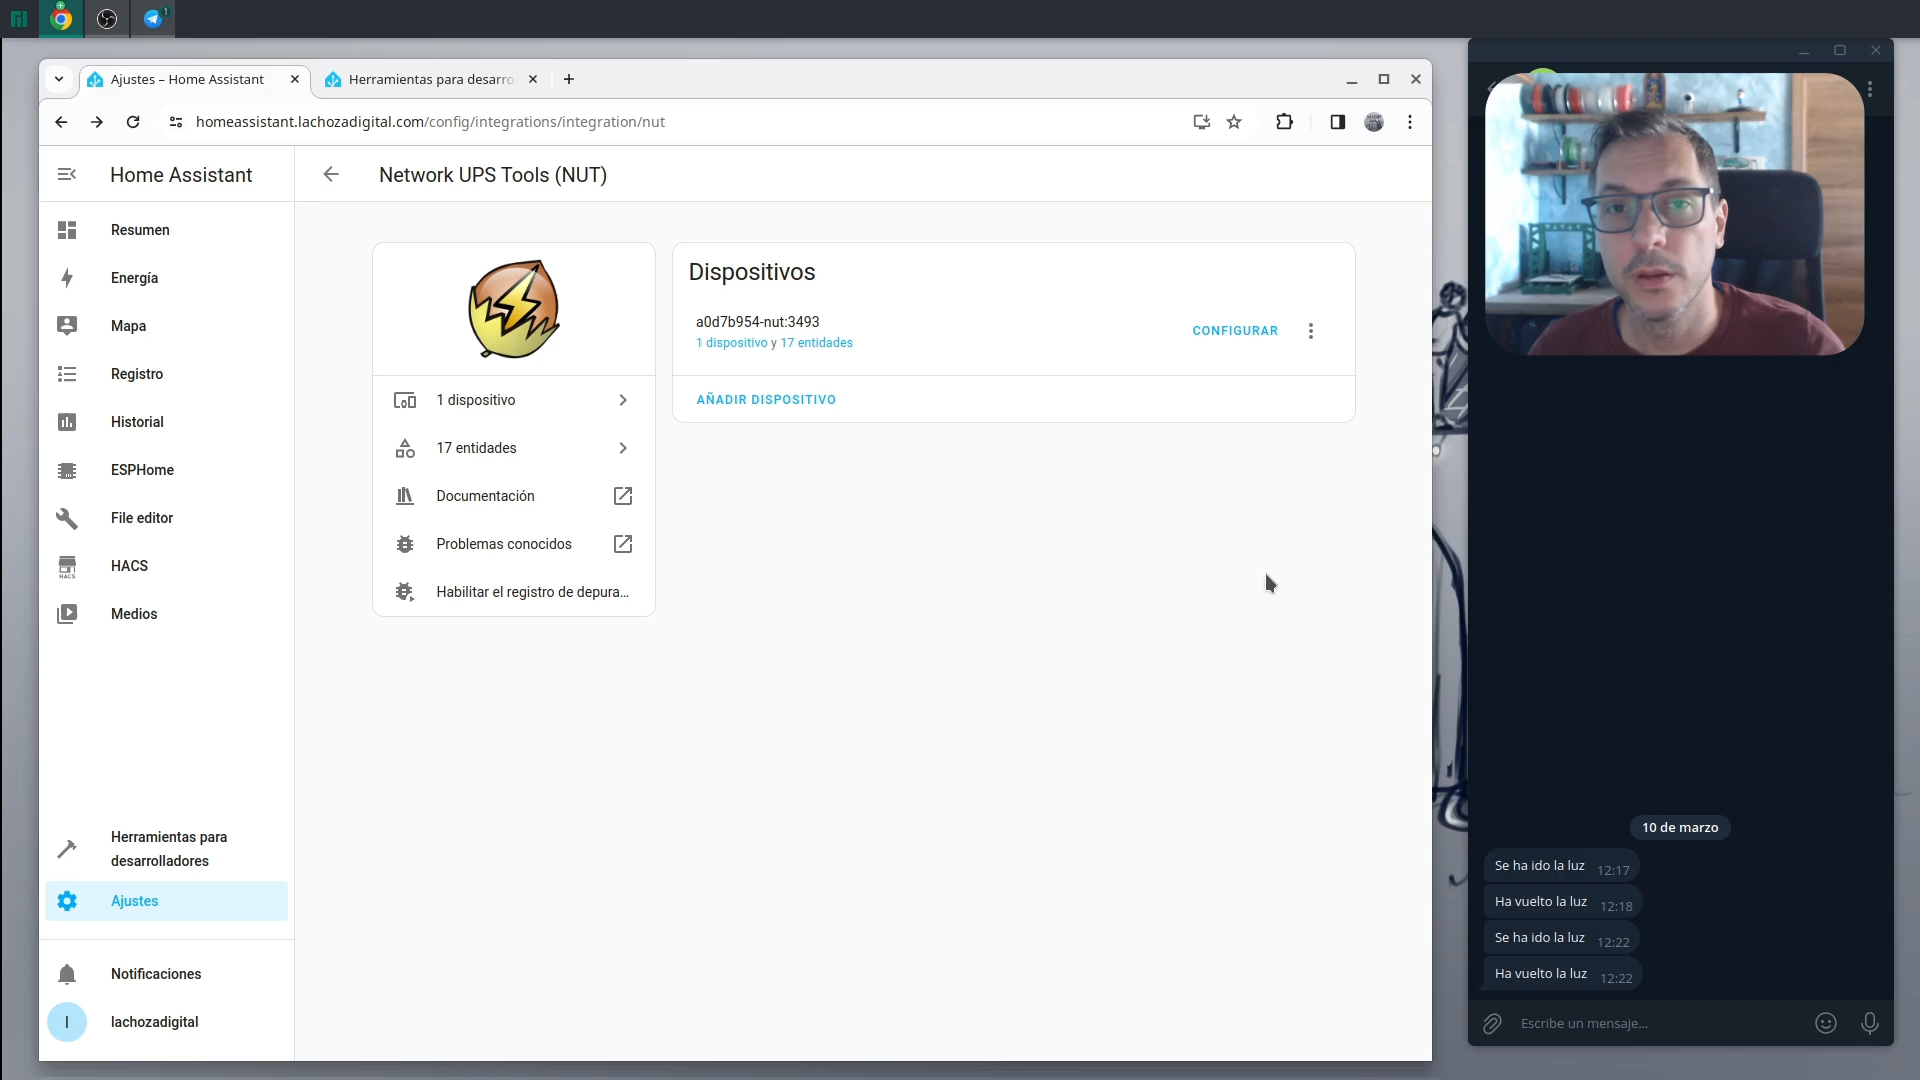 1
Ajustes – Home Assistant
Herramientas para desarro
homeassistant.lachozadigital.com/config/integrations/integration/nut
Home Assistant
Network UPS Tools (NUT)
Resumen
Energía
Mapa
Registro
Historial
ESPHome
File editor
HACS
HACS
Medios
Herramientas para
desarrolladores
Ajustes
Notificaciones
l
lachozadigital
1 dispositivo
17 entidades
Documentación
Problemas conocidos
Habilitar el registro de depura...
Dispositivos
a0d7b954-nut:3493
1 dispositivo y 17 entidades
CONFIGURAR
AÑADIR DISPOSITIVO
10 de marzo
Se ha ido la luz 12:17
Ha vuelto la luz 12:18
Se ha ido la luz 12:22
Ha vuelto la luz 12:22
Escribe un mensaje...